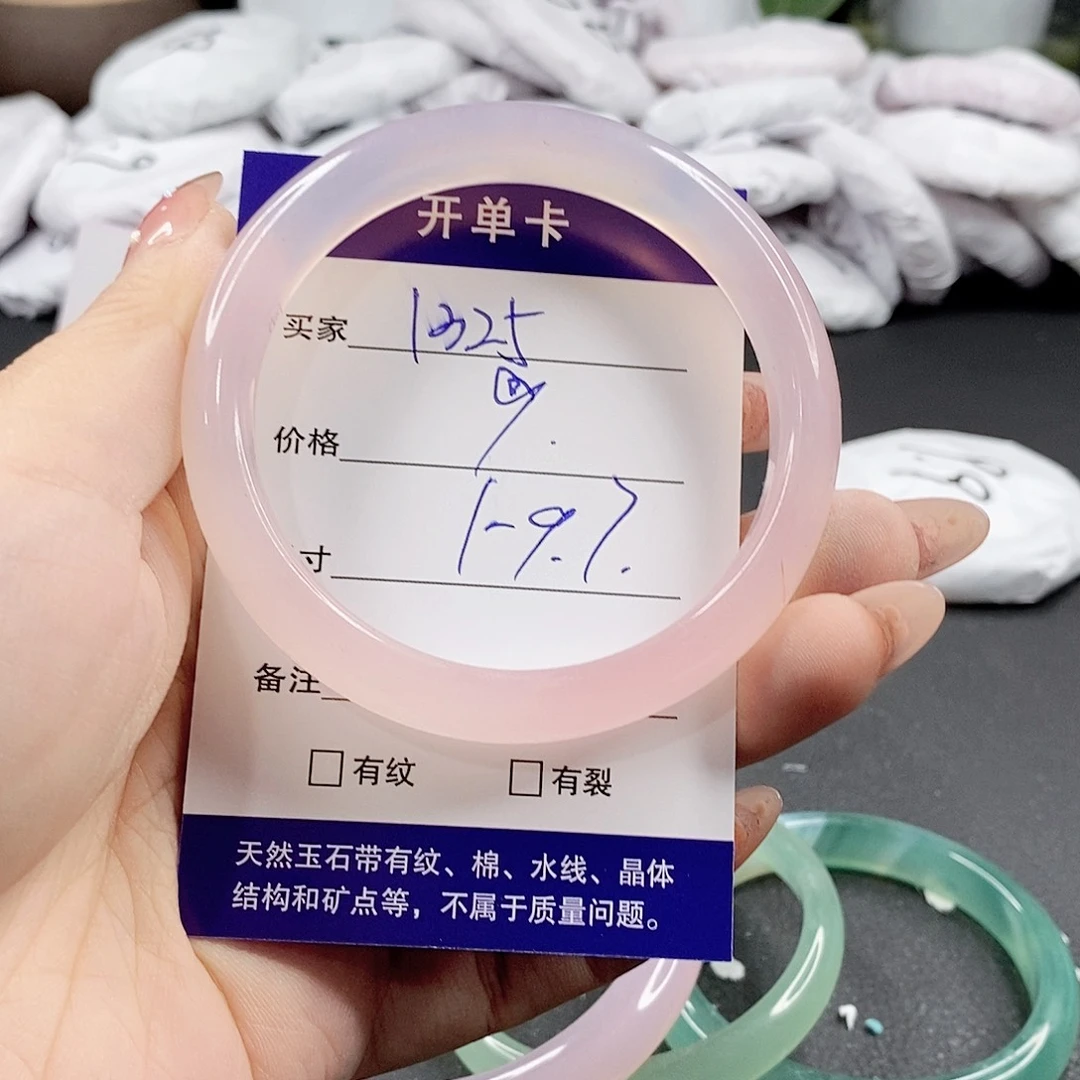 开单卡
买家 1325
价格
寸 1-9.7.
备注
有纹 有裂
天然玉石带有纹、棉、水线、晶体
结构和矿点等，不属于质量问题。